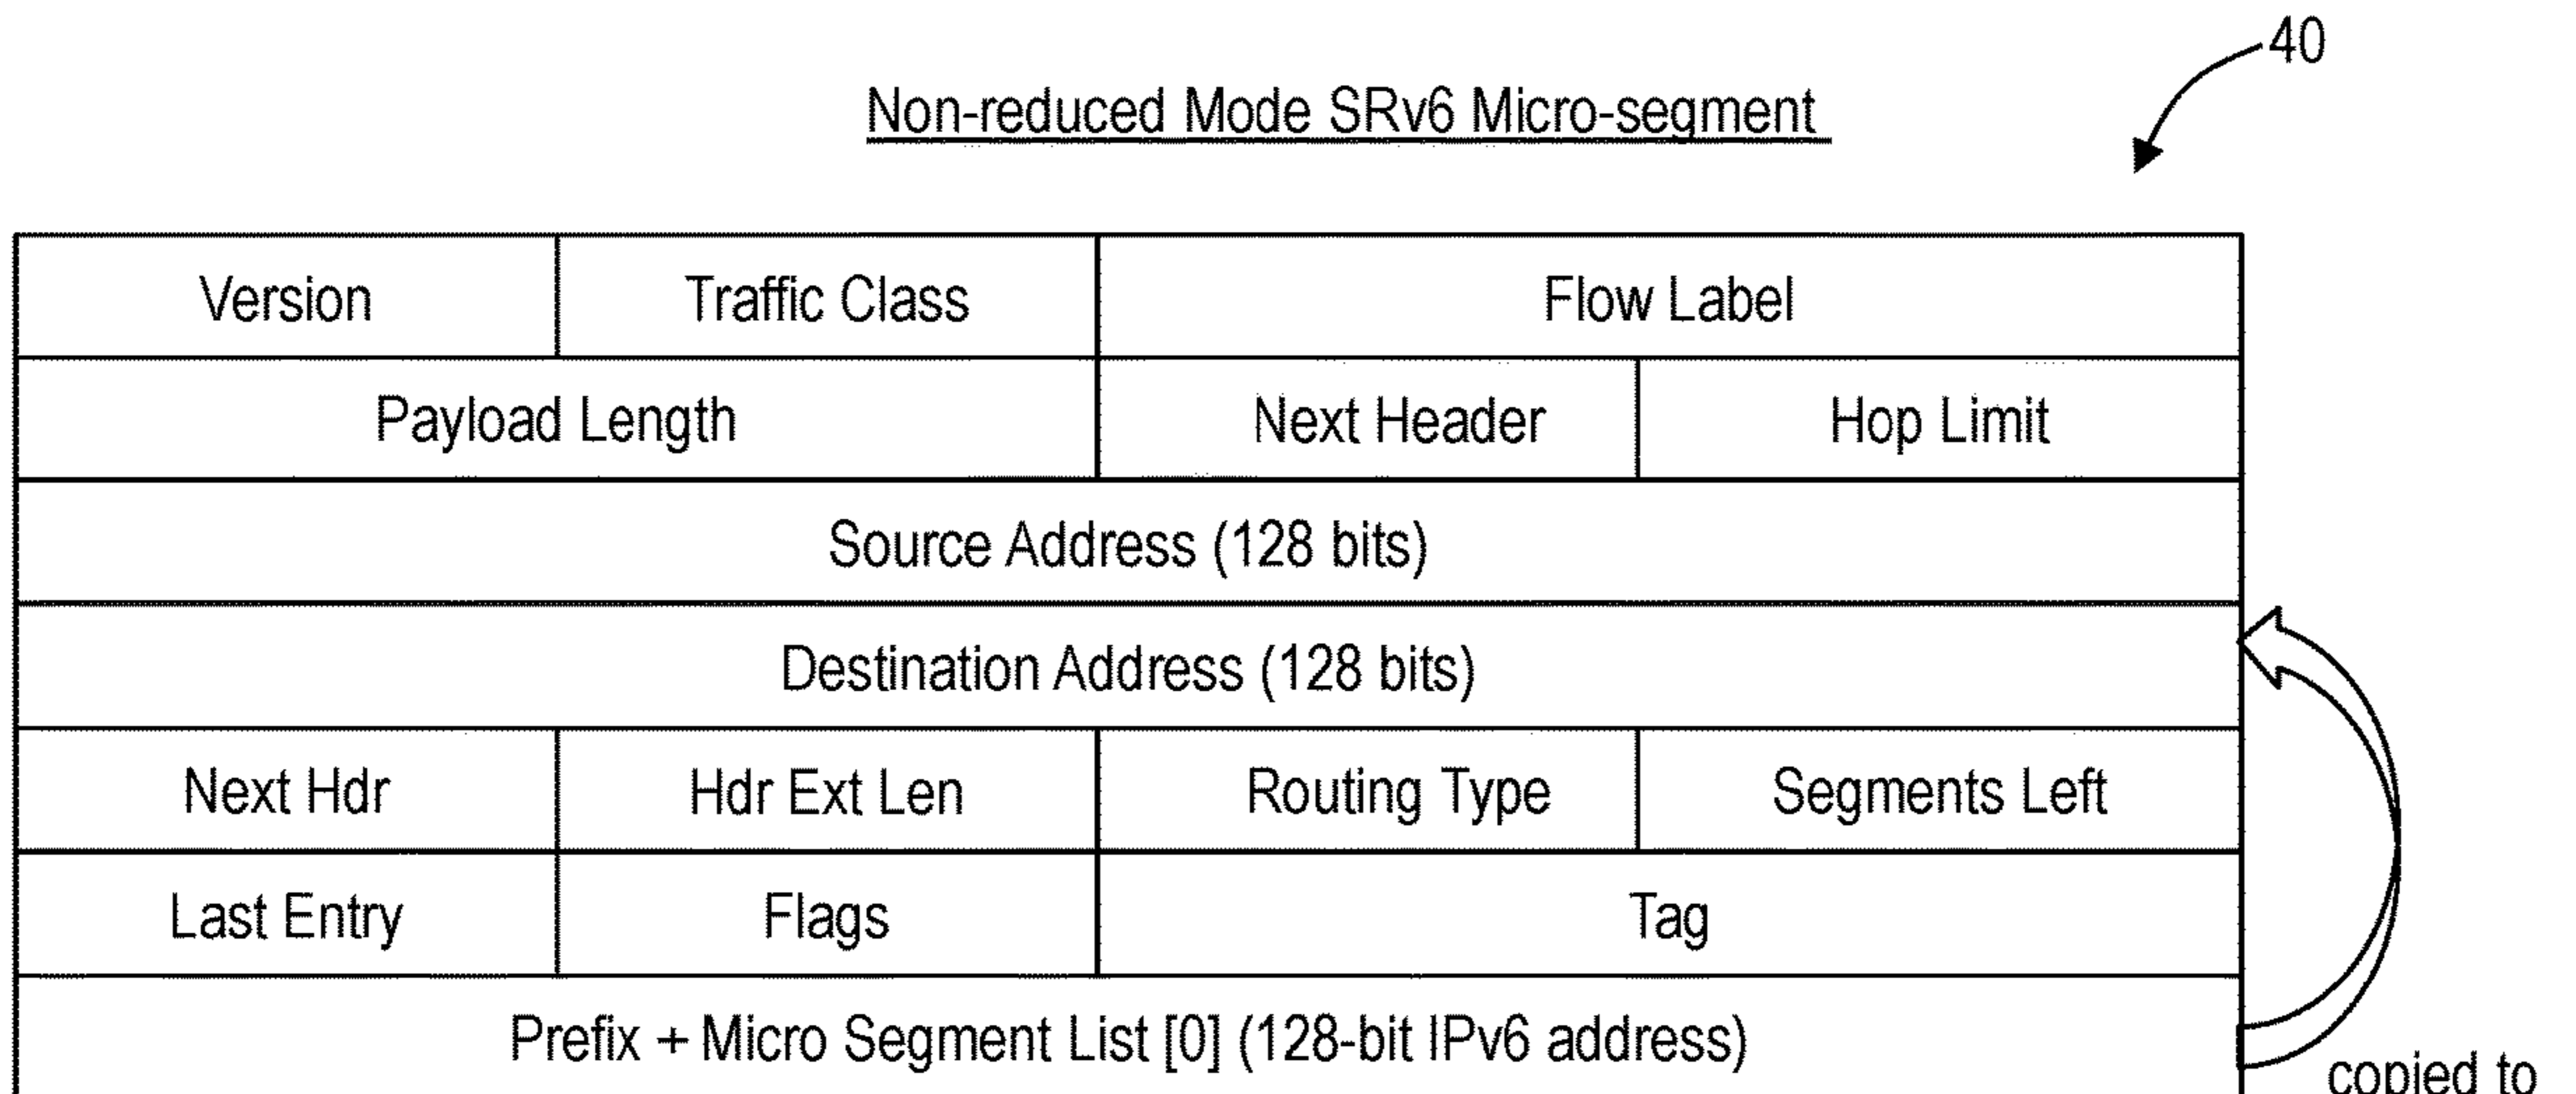 40
Non-reduced Mode SRv6 Micro-segment
Version Traffic Class Flow Label
Payload Length Next Header Hop Limit
Source Address (128 bits)
Destination Address (128 bits)
Next Hdr Hdr Ext Len Routing Type Segments Left
Last Entry Flags Tag
Prefix + Micro Segment List [0] (128-bit IPv6 address)
copied to